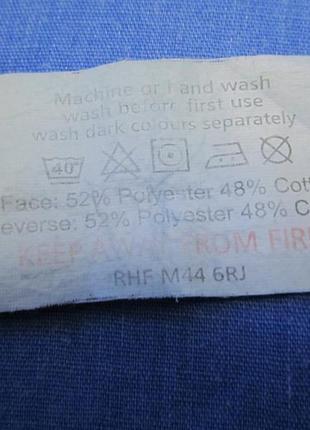 Machine or hand wash
wash before first use
wash dark colours separately
40°
Face: 52% Polyester 48% Cott
everse: 52% Polyester 48% C
KEEP AWAY FROM FIRE
RHF M44 6RJ